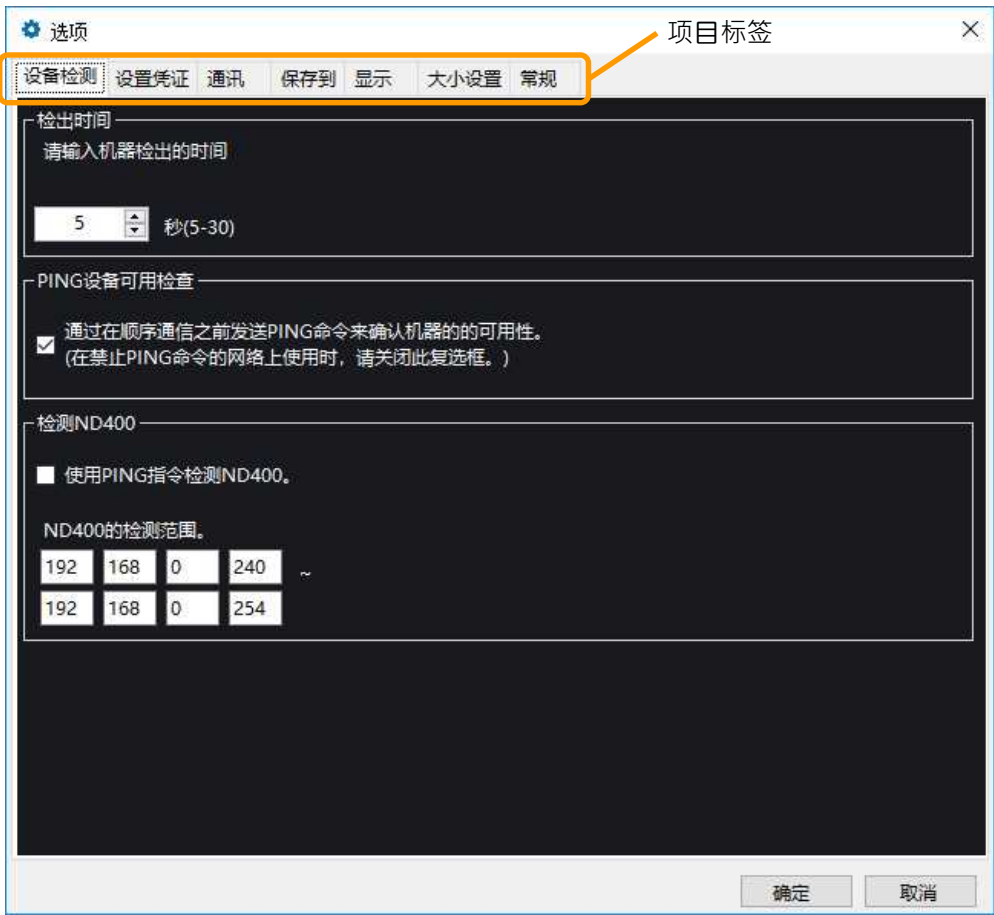 选项
项目标签
设备检测 设置凭证 通讯 保存到 显示 大小设置 常规
检出时间
请输入机器检出的时间
5 秒(5-30)
PING设备可用检查
通过在顺序通信之前发送PING命令来确认机器的的可用性。
(在禁止PING命令的网络上使用时，请关闭此复选框。)
检测ND400
使用PING指令检测ND400。
ND400的检测范围。
192 168 0 240 ~
192 168 0 254
确定 取消